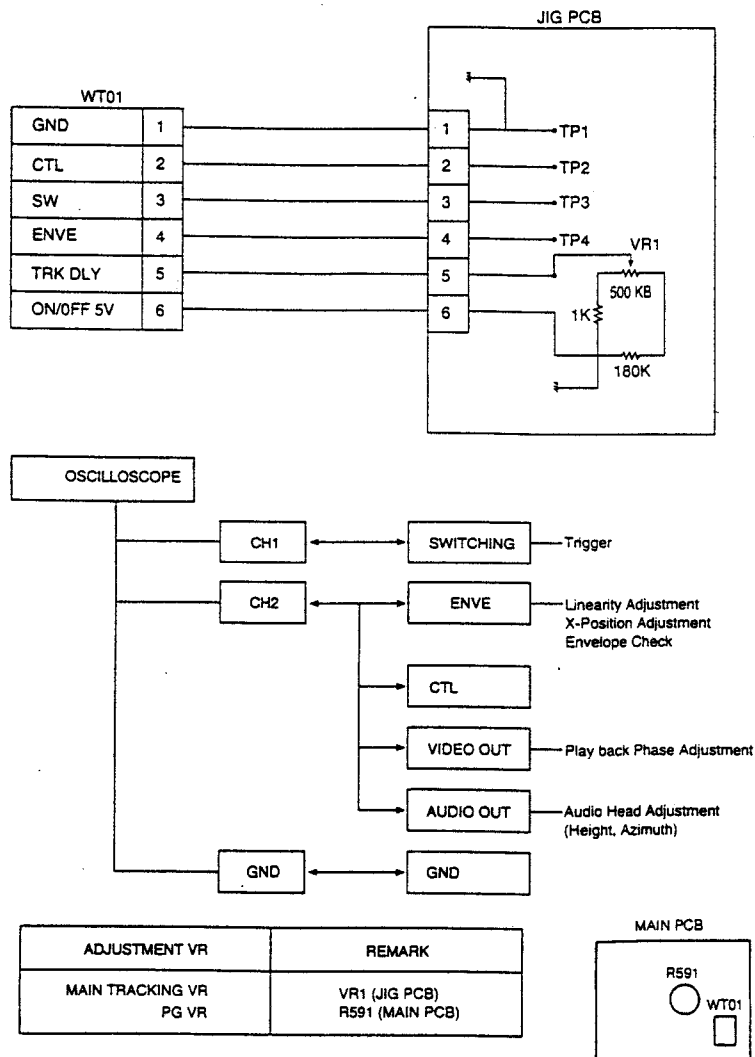 JIG PCB
WT01
GND 1
CTL 2
SW 3
ENVE 4
TRK DLY 5
ON/OFF 5V 6
1 TP1
2 TP2
3 TP3
4 TP4
5
6
VR1
500 KB
1K
180K
OSCILLOSCOPE
CH1 SWITCHING Trigger
CH2 ENVE Linearity Adjustment
X-Position Adjustment
Envelope Check
CTL
VIDEO OUT Play back Phase Adjustment
AUDIO OUT Audio Head Adjustment
(Height, Azimuth)
GND GND
ADJUSTMENT VR REMARK
MAIN TRACKING VR VR1 (JIG PCB)
PG VR R591 (MAIN PCB)
MAIN PCB
R591
WT01